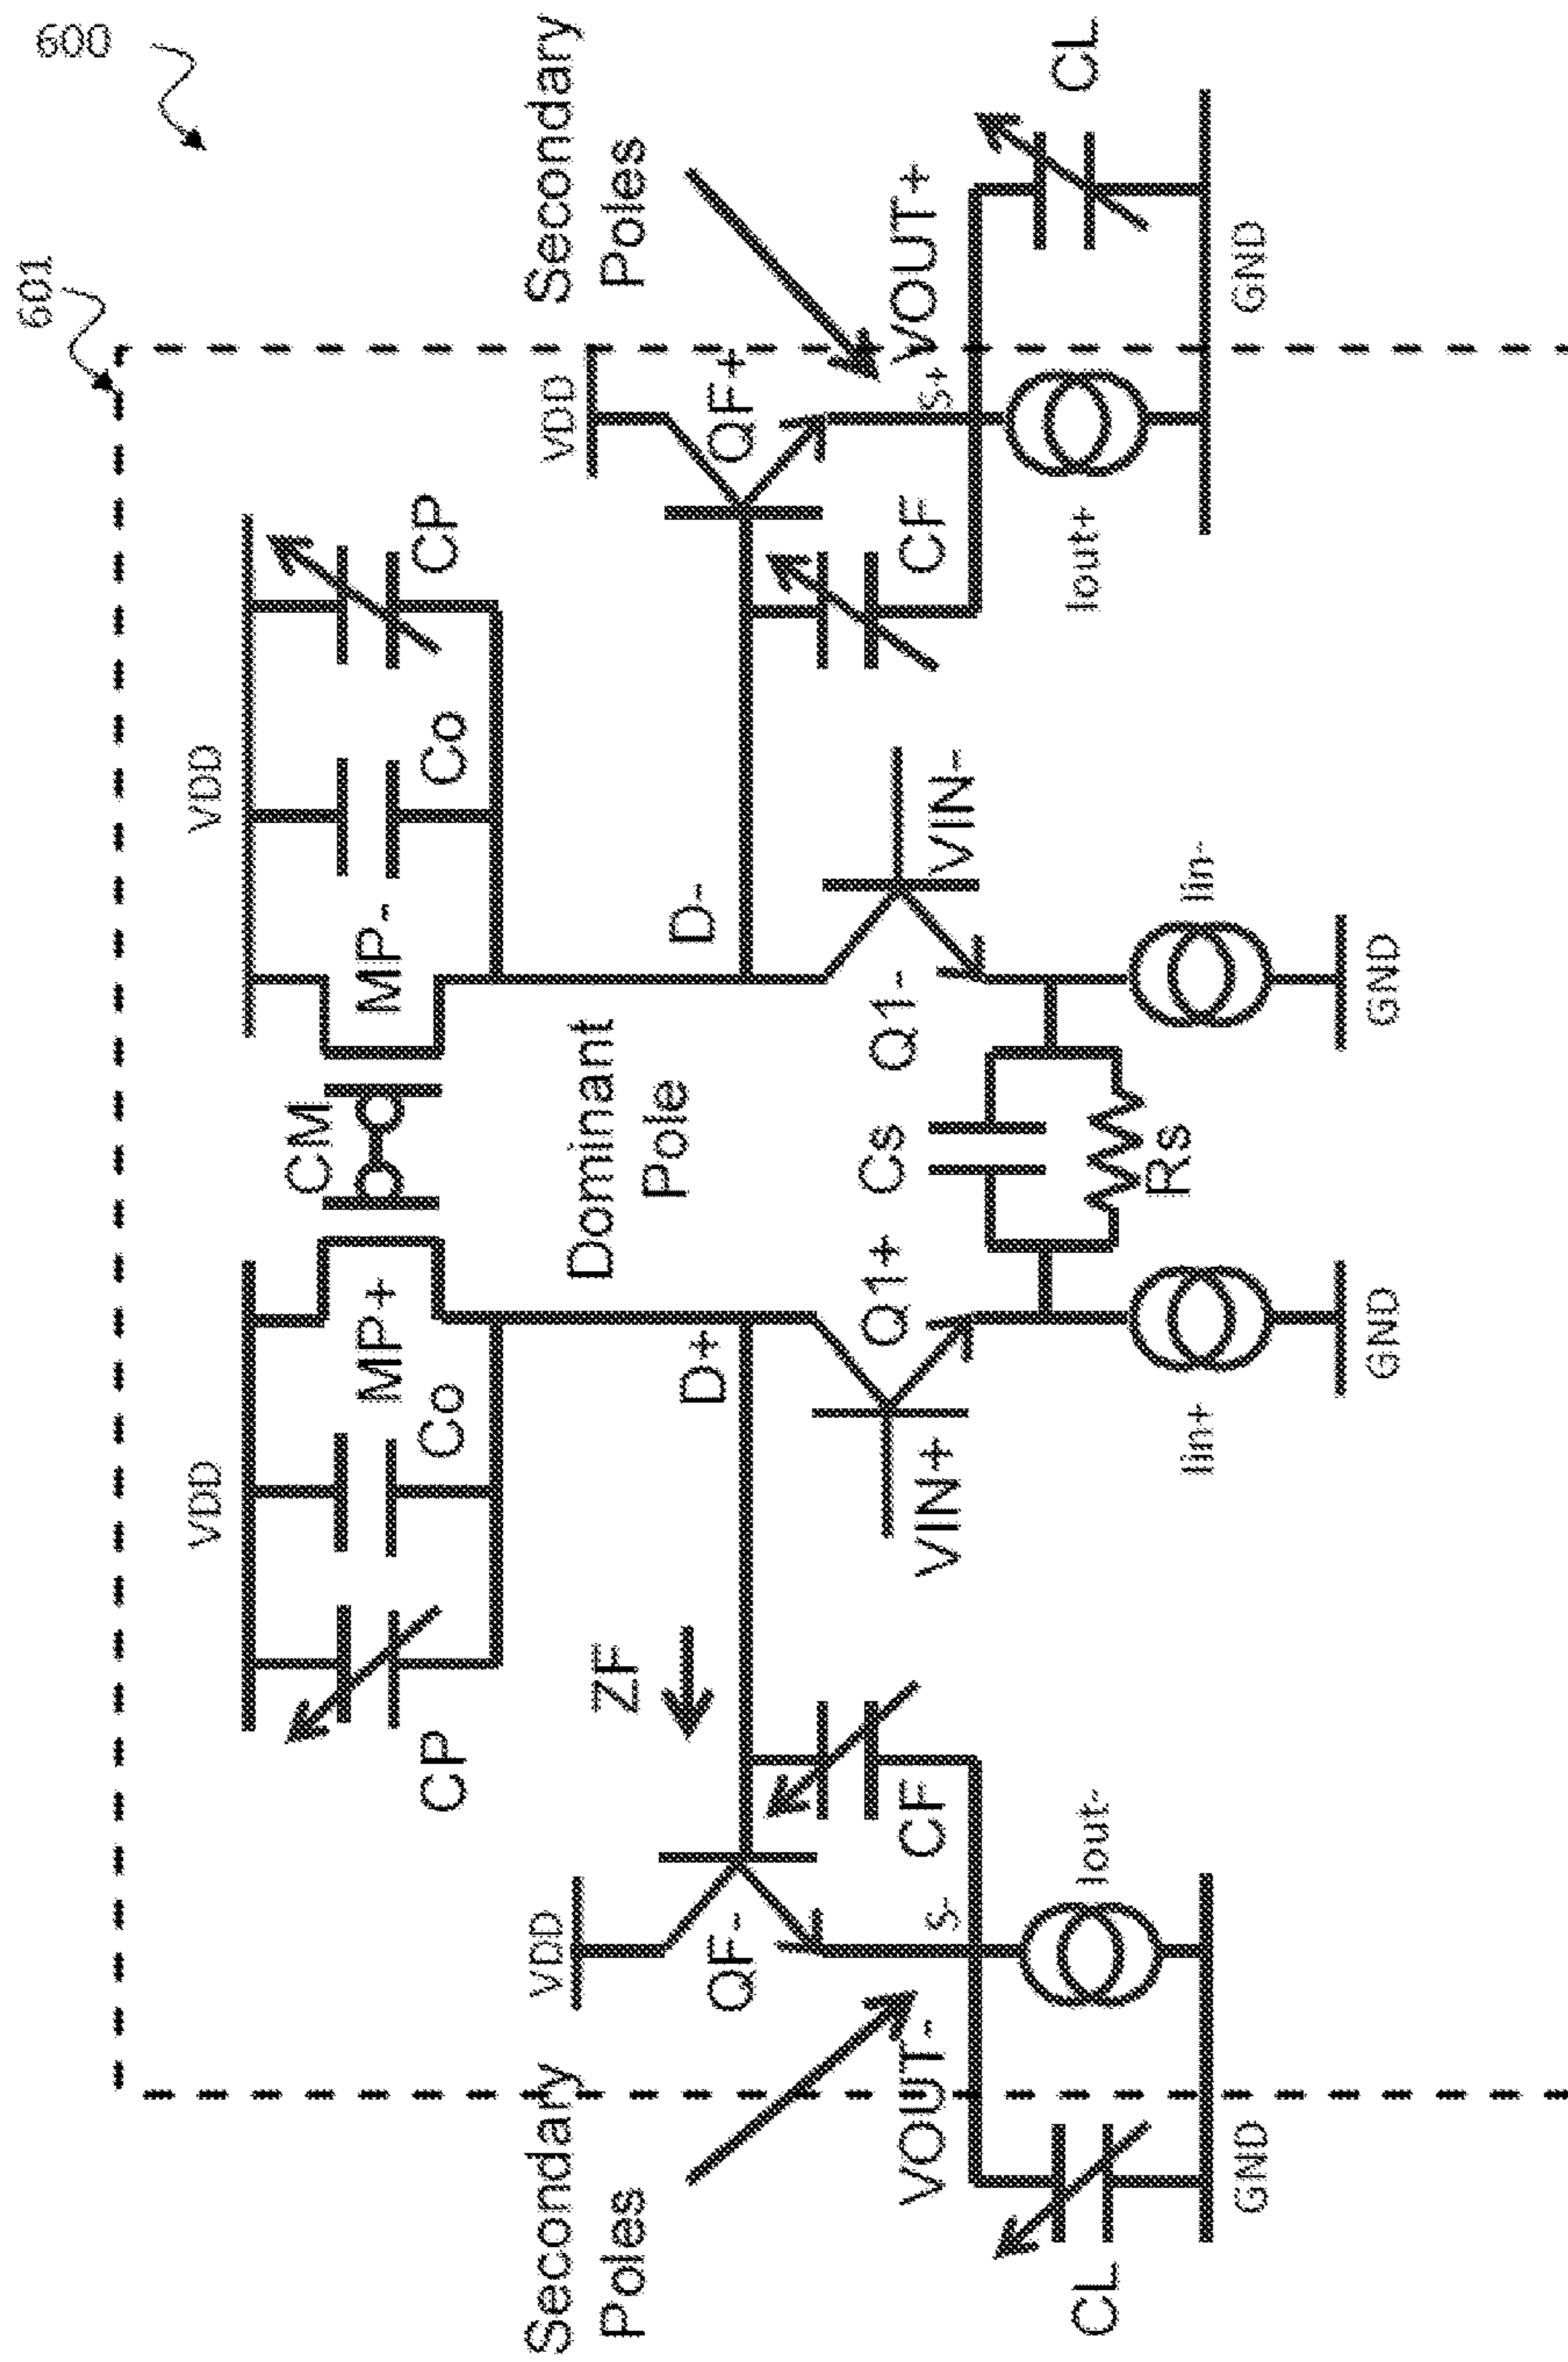 600
601
VDD
VDD
CP
Co
MP+
CM
MP-
Co
CP
Secondary
Poles
VDD
QF-
ZF
D+
Dominant
Pole
D-
VDD
QF+
Secondary
Poles
VOUT-
S-
CF
VIN+
Q1+
Cs
Q1-
VIN-
CF
S+
VOUT+
CL
Iout-
Iin+
Rs
Iin-
Iout+
CL
GND
GND
GND
GND